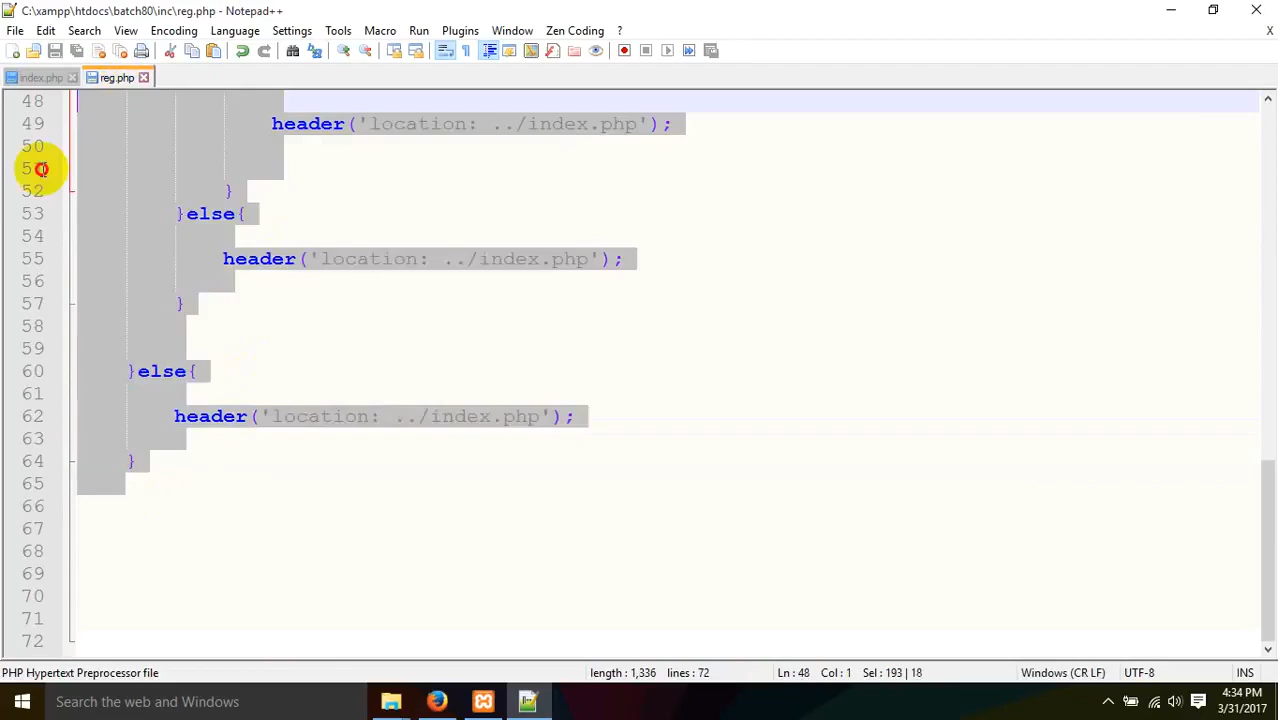 C:\xampp\htdocs\batch80\inc\reg.php - Notepad++
File Edit Search View Encoding Language Settings Tools Macro Run Plugins Window Zen Coding ? X
index.php reg.php
48
49 header('location: ../index.php');
50
51
52 }
53 }else{
54
55 header('location: ../index.php');
56
57 }
58
59
60 }else{
61
62 header('location: ../index.php');
63
64 }
65
66
67
68
69
70
71
72
PHP Hypertext Preprocessor file length : 1,336 lines : 72 Ln : 48 Col : 1 Sel : 193 | 18 Windows (CR LF) UTF-8 INS
Search the web and Windows 4:34 PM
3/31/2017